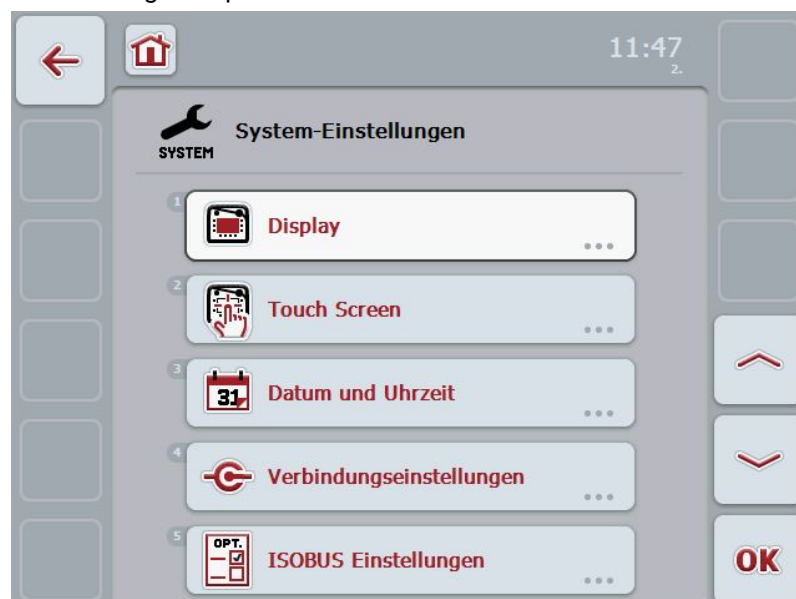 11:47
2.
SYSTEM
System-Einstellungen
1
Display
2
Touch Screen
3
31
Datum und Uhrzeit
4
Verbindungseinstellungen
5
OPT.
ISOBUS Einstellungen
OK